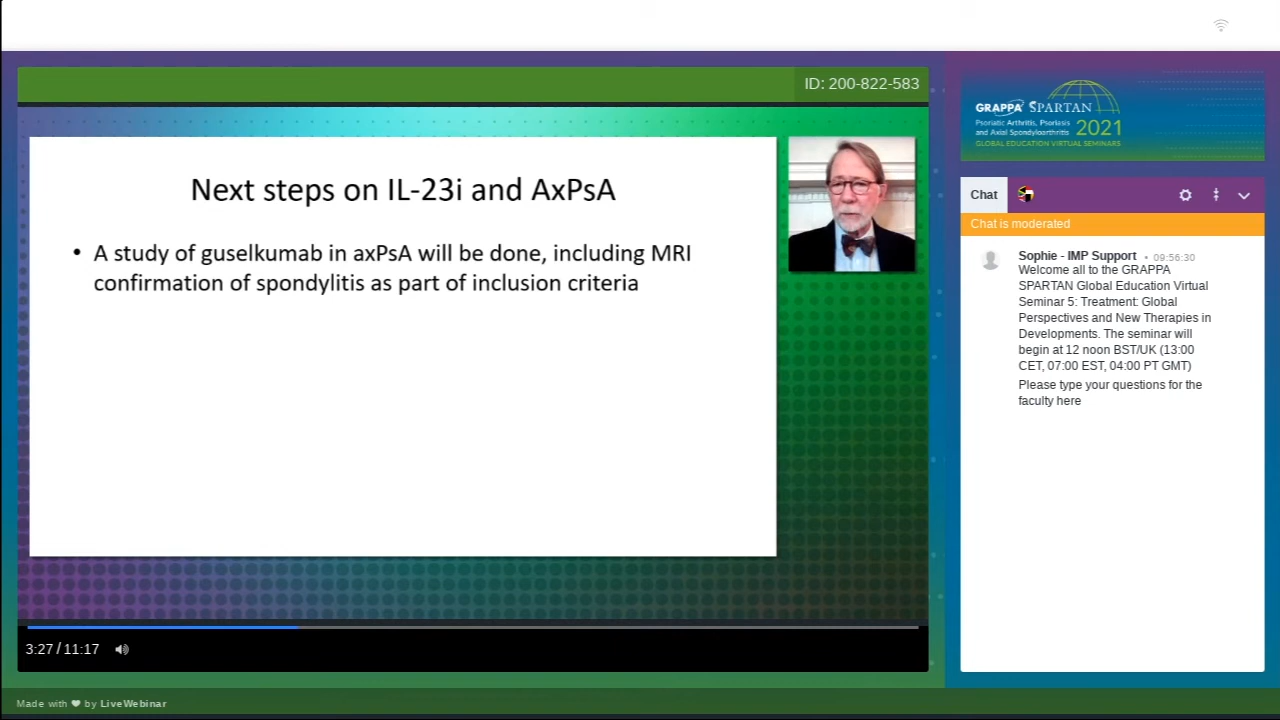 ID: 200-822-583
Next steps on IL-23i and AxPsA
• A study of guselkumab in axPsA will be done, including MRI
confirmation of spondylitis as part of inclusion criteria
3:27 / 11:17
GRAPPA SPARTAN
Psoriatic Arthritis, Psoriasis
and Axial Spondyloarthritis 2021
GLOBAL EDUCATION VIRTUAL SEMINARS
Chat
Chat is moderated
Sophie - IMP Support • 09:56:30
Welcome all to the GRAPPA
SPARTAN Global Education Virtual
Seminar 5: Treatment: Global
Perspectives and New Therapies in
Developments. The seminar will
begin at 12 noon BST/UK (13:00
CET, 07:00 EST, 04:00 PT GMT)
Please type your questions for the
faculty here
Made with ❤ by LiveWebinar